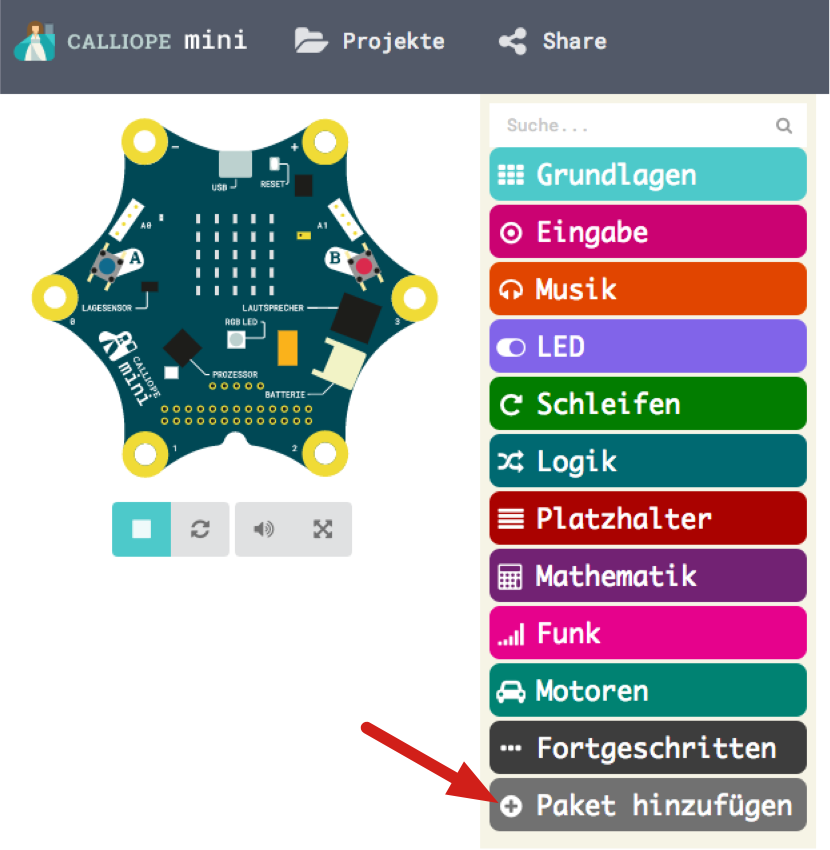 CALLIOPE mini
Projekte
Share
Suche...
Grundlagen
Eingabe
Musik
LED
Schleifen
Logik
Platzhalter
Mathematik
Funk
Motoren
Fortgeschritten
Paket hinzufügen
−
+
USB
RESET
A0
A1
A
B
LAGESENSOR
LAUTSPRECHER
0
3
RGB LED
CALLIOPE
mini
PROZESSOR
BATTERIE
1
2